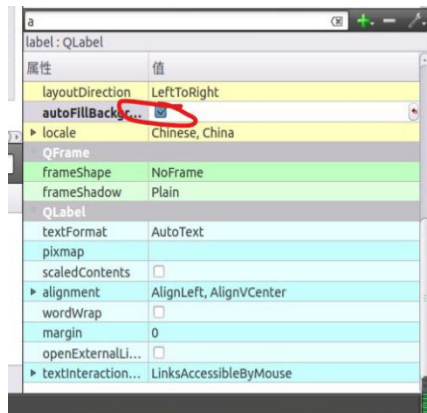 a
label : QLabel
属性 值
layoutDirection LeftToRight
autoFillBackgr...
locale Chinese, China
QFrame
frameShape NoFrame
frameShadow Plain
QLabel
textFormat AutoText
pixmap
scaledContents
alignment AlignLeft, AlignVCenter
wordWrap
margin 0
openExternalLi...
textInteraction... LinksAccessibleByMouse